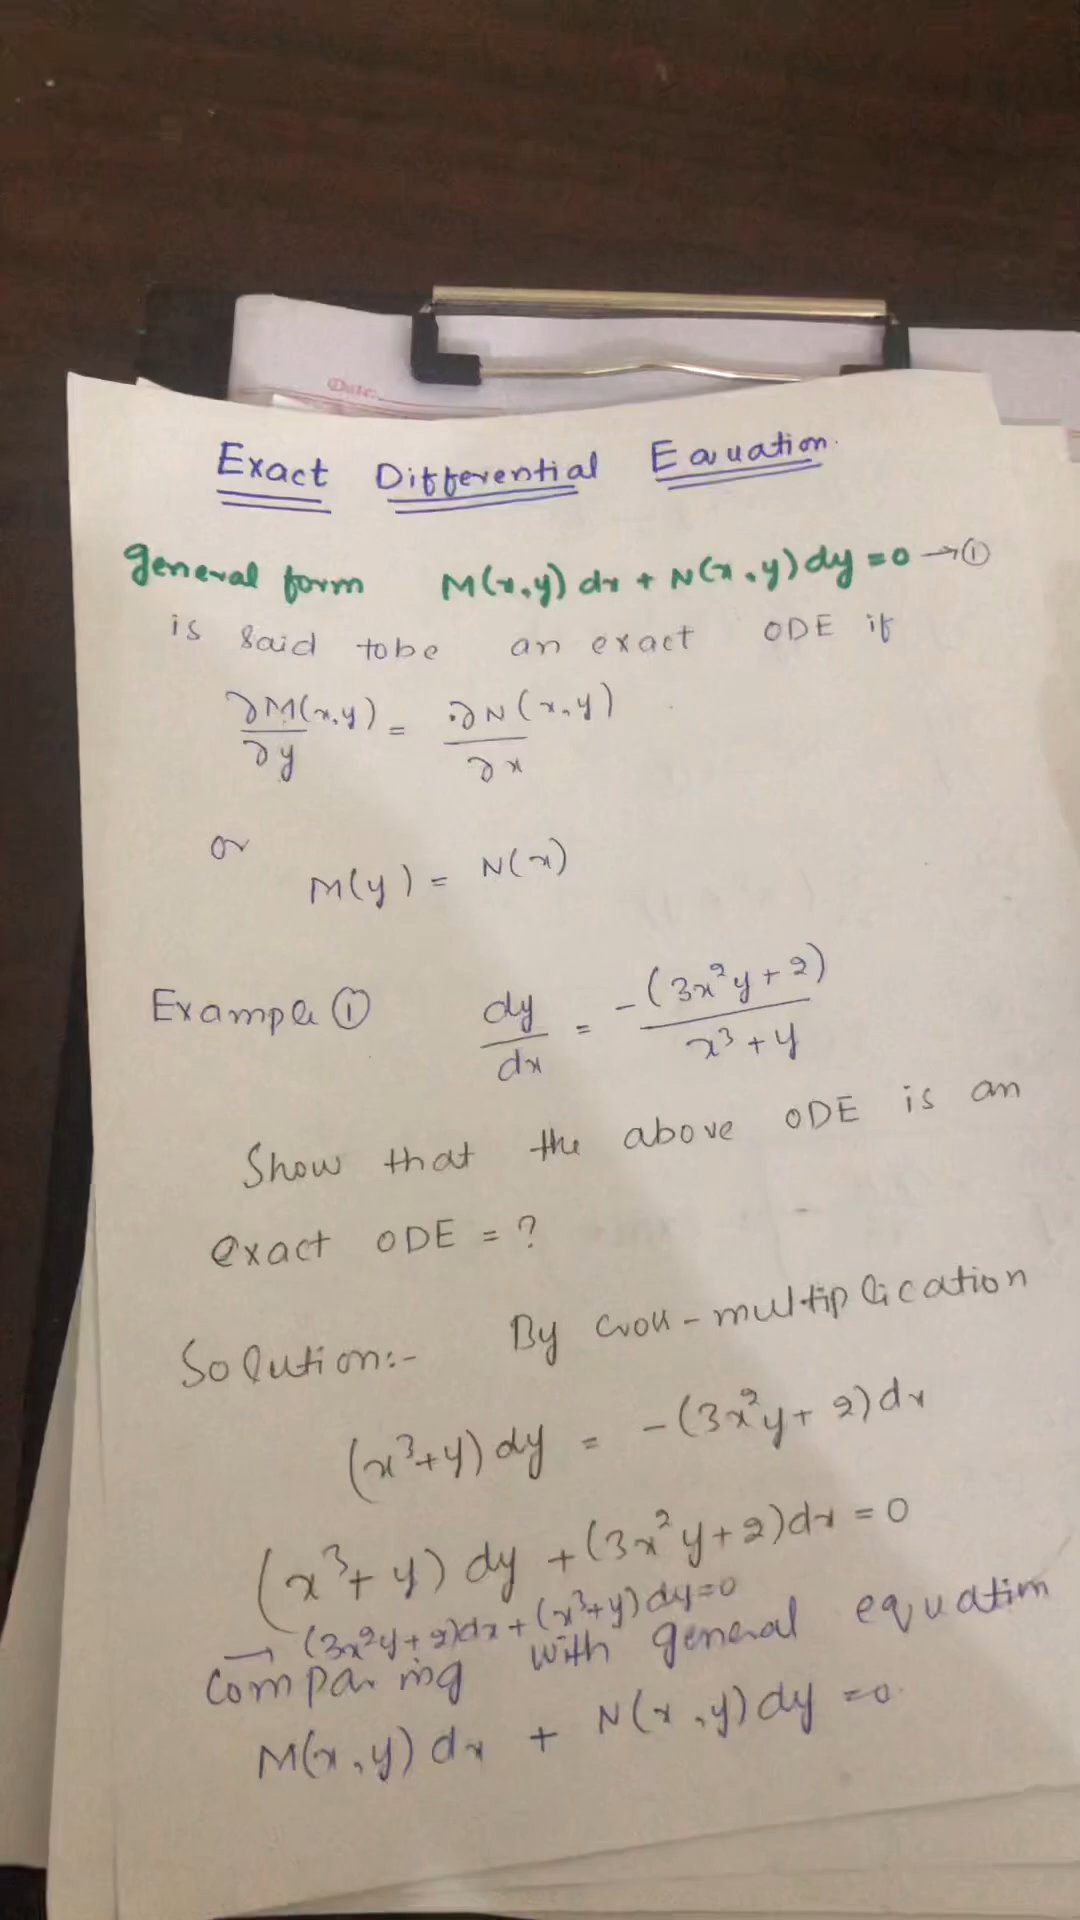 Date:
Exact Differential Eauation.
general form M(x,y) dx + N(x,y) dy = 0 → ①
is said tobe an exact ODE if
∂M(x,y)/∂y = ∂N(x,y)/∂x
or
M(y) = N(x)
Example ① dy/dx = -(3x²y+2)/x³+y
Show that the above ODE is an
exact ODE = ?
Solution:- By cross-multiplication
(x³+y) dy = -(3x²y+2) dx
(x³+y) dy + (3x²y+2) dx = 0
→ (3x²y+2)dx + (x³+y) dy=0
Comparing with general equation
M(x,y) dx + N(x,y) dy = 0.